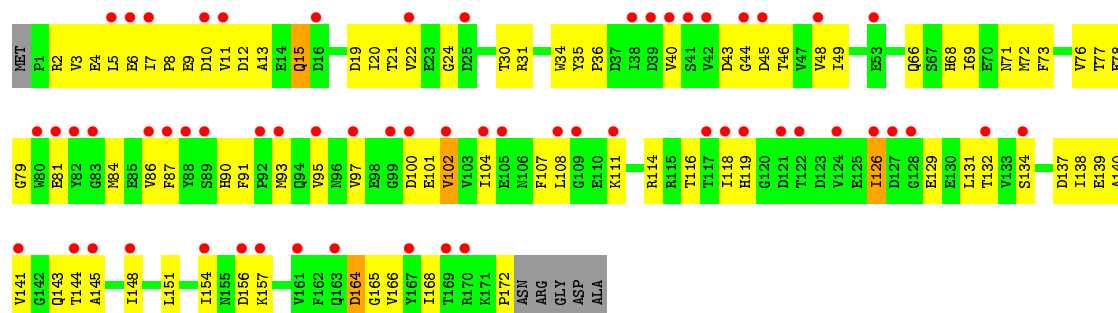 MET P1 R2 V3 E4 L5 E6 I7 P8 E9 D10 V11 D12 A13 E14 Q15 D16 D19 I20 T21 V22 E23 G24 D25 T30 R31 W34 Y35 P36 D37 I38 D39 V40 S41 V42 D43 G44 D45 T46 V47 V48 I49 E53 Q66 S67 H68 I69 E70 N71 M72 F73 V76 T77 E78
G79 W80 E81 Y82 G83 M84 E85 V86 F87 Y88 S89 H90 F91 P92 M93 Q94 V95 N96 V97 E98 G99 D100 E101 V102 V103 I104 E105 N106 F107 L108 G109 E110 K111 R114 R115 T116 T117 I118 H119 G120 D121 T122 D123 V124 E125 I126 D127 G128 E129 E130 L131 T132 V133 S134 D137 I138 E139 A140
V141 G142 Q143 T144 A145 I148 L151 I154 N155 D156 K157 V161 F162 Q163 D164 G165 V166 Y167 I168 T169 R170 K171 P172 ASN ARG GLY ASP ALA